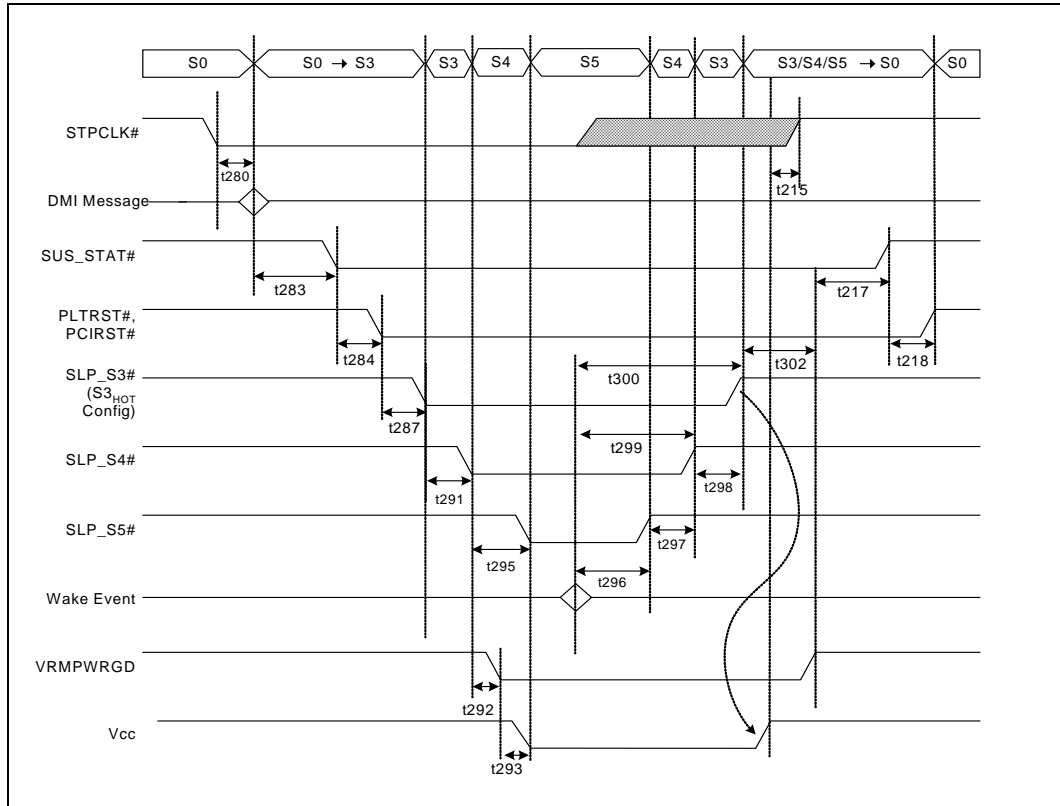 S0 S0 → S3 S3 S4 S5 S4 S3 S3/S4/S5 → S0 S0
STPCLK#
t280
t215
DMI Message
SUS_STAT#
t283
t217
PLTRST#,
PCIRST#
t284
t302
t218
SLP_S3#
(S3HOT
Config)
t300
t287
SLP_S4#
t299
t291
t298
SLP_S5#
t295
t297
t296
Wake Event
VRMPWRGD
t292
Vcc
t293